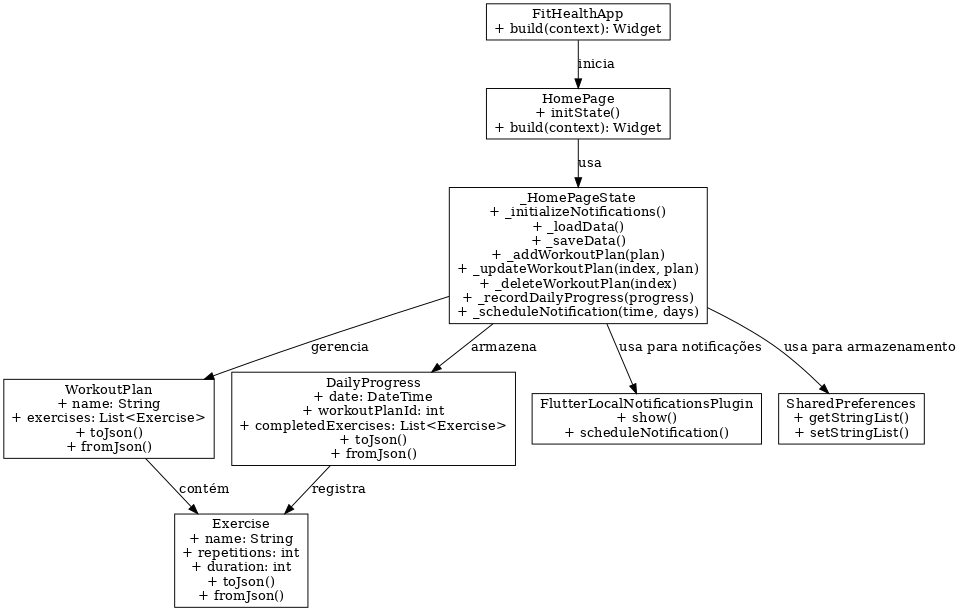 FitHealthApp
+ build(context): Widget
inicia
HomePage
+ initState()
+ build(context): Widget
usa
_HomePageState
+ _initializeNotifications()
+ _loadData()
+ _saveData()
+ _addWorkoutPlan(plan)
+ _updateWorkoutPlan(index, plan)
+ _deleteWorkoutPlan(index)
+ _recordDailyProgress(progress)
+ _scheduleNotification(time, days)
gerencia
armazena
usa para notificações
usa para armazenamento
WorkoutPlan
+ name: String
+ exercises: List<Exercise>
+ toJson()
+ fromJson()
DailyProgress
+ date: DateTime
+ workoutPlanId: int
+ completedExercises: List<Exercise>
+ toJson()
+ fromJson()
FlutterLocalNotificationsPlugin
+ show()
+ scheduleNotification()
SharedPreferences
+ getStringList()
+ setStringList()
contém
registra
Exercise
+ name: String
+ repetitions: int
+ duration: int
+ toJson()
+ fromJson()